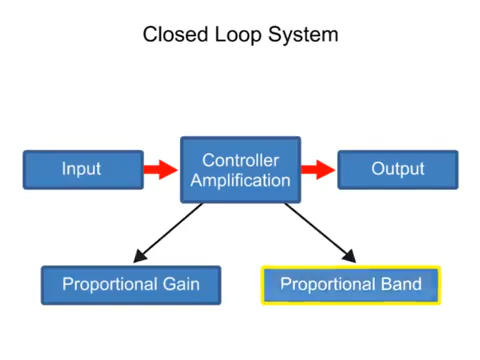 Closed Loop System
Input
Controller
Amplification
Output
Proportional Gain
Proportional Band